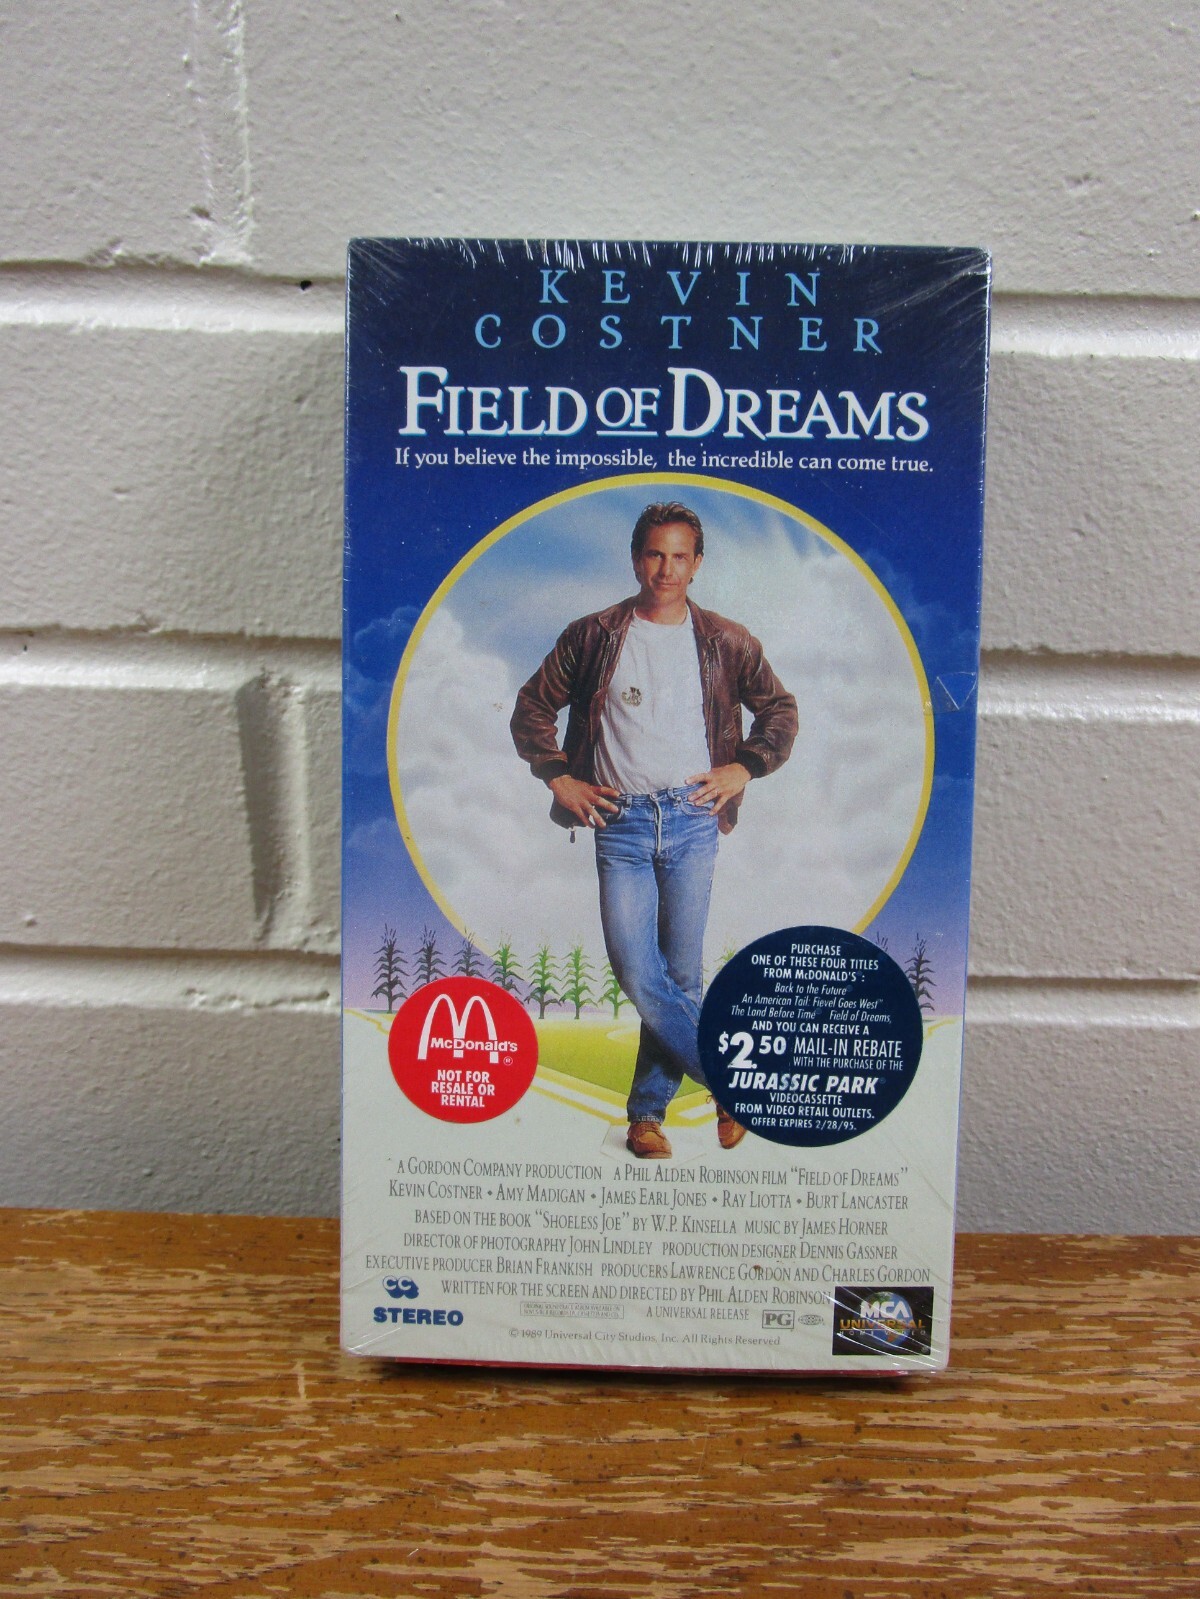 KEVIN
COSTNER
FIELD OF DREAMS
If you believe the impossible, the incredible can come true.
PURCHASE
ONE OF THESE FOUR TITLES
FROM McDONALD'S :
Back to the Future®
An American Tail: Fievel Goes West™
The Land Before Time® Field of Dreams,
AND YOU CAN RECEIVE A
$2.50 MAIL-IN REBATE
WITH THE PURCHASE OF THE
JURASSIC PARK
VIDEOCASSETTE
FROM VIDEO RETAIL OUTLETS.
OFFER EXPIRES 2/28/95.
McDonald's®
NOT FOR
RESALE OR
RENTAL
A GORDON COMPANY PRODUCTION A PHIL ALDEN ROBINSON FILM "FIELD OF DREAMS"
KEVIN COSTNER • AMY MADIGAN • JAMES EARL JONES • RAY LIOTTA • BURT LANCASTER
BASED ON THE BOOK "SHOELESS JOE" BY W.P. KINSELLA MUSIC BY JAMES HORNER
DIRECTOR OF PHOTOGRAPHY JOHN LINDLEY PRODUCTION DESIGNER DENNIS GASSNER
EXECUTIVE PRODUCER BRIAN FRANKISH PRODUCERS LAWRENCE GORDON AND CHARLES GORDON
WRITTEN FOR THE SCREEN AND DIRECTED BY PHIL ALDEN ROBINSON
CC
STEREO
A UNIVERSAL RELEASE PG
© 1989 Universal City Studios, Inc. All Rights Reserved
MCA
UNIVERSAL
HOME VIDEO